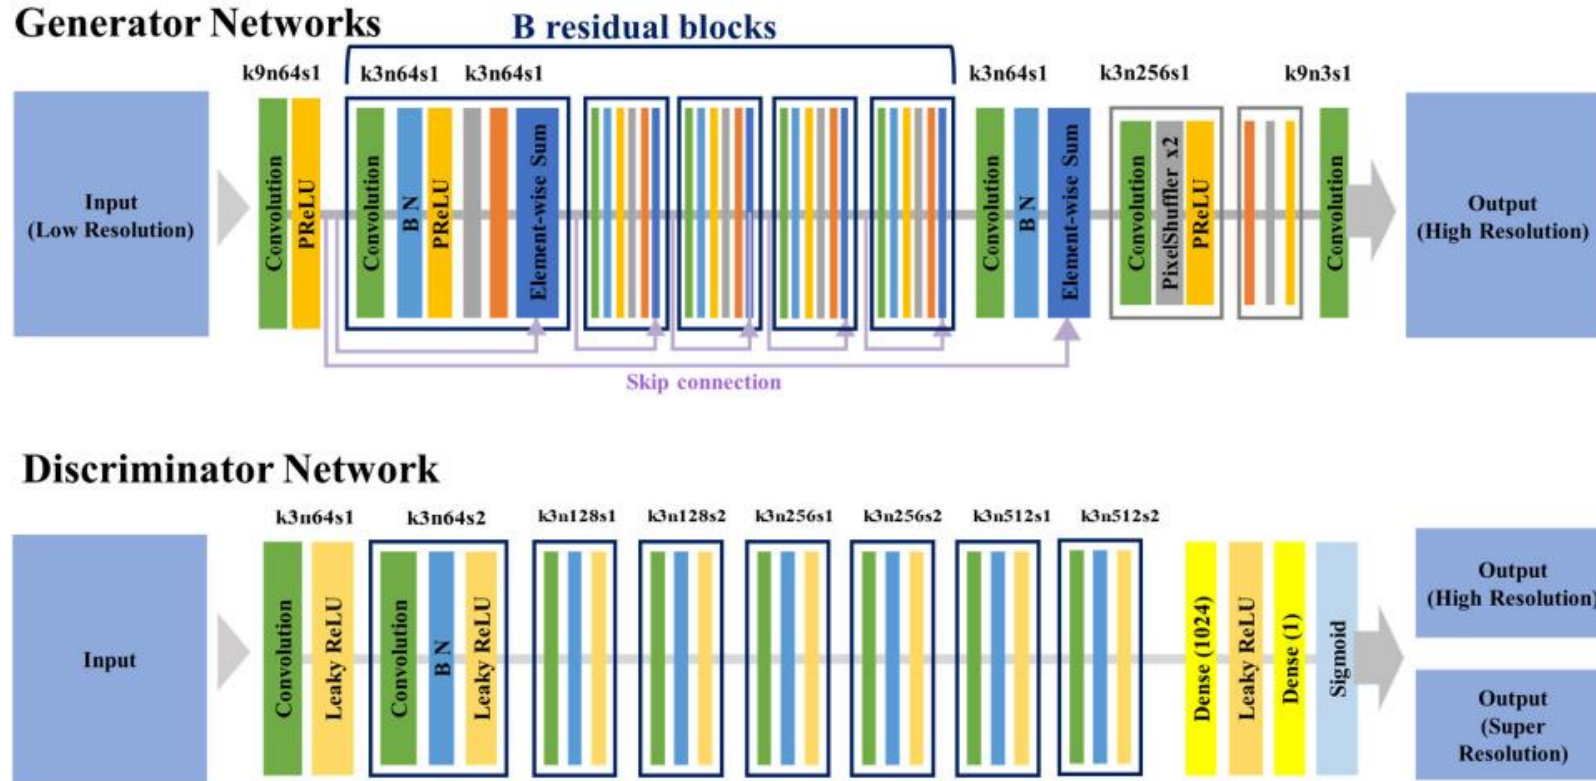 Generator Networks
B residual blocks
k9n64s1
k3n64s1
k3n64s1
k3n64s1
k3n256s1
k9n3s1
Input
(Low Resolution)
Convolution
PReLU
Convolution
B N
PReLU
Element-wise Sum
Convolution
B N
Element-wise Sum
Convolution
PixelShuffler x2
PReLU
Convolution
Output
(High Resolution)
Skip connection
Discriminator Network
k3n64s1
k3n64s2
k3n128s1
k3n128s2
k3n256s1
k3n256s2
k3n512s1
k3n512s2
Input
Convolution
Leaky ReLU
Convolution
B N
Leaky ReLU
Dense (1024)
Leaky ReLU
Dense (1)
Sigmoid
Output
(High Resolution)
Output
(Super
Resolution)